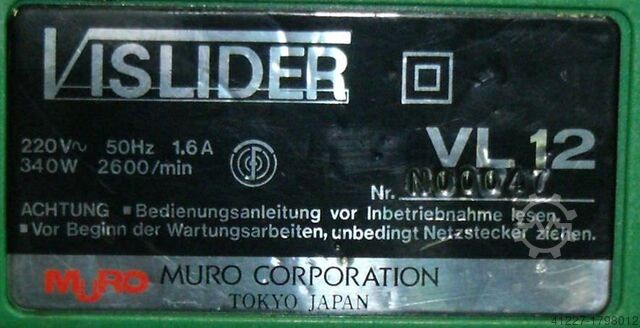 VISLIDER
220V~ 50Hz 1.6A
340W 2600/min
VL 12
Nr. N00047
ACHTUNG ■ Bedienungsanleitung vor Inbetriebnahme lesen.
■ Vor Beginn der Wartungsarbeiten, unbedingt Netzstecker ziehen.
MURO MURO CORPORATION
TOKYO JAPAN
41227-1798012